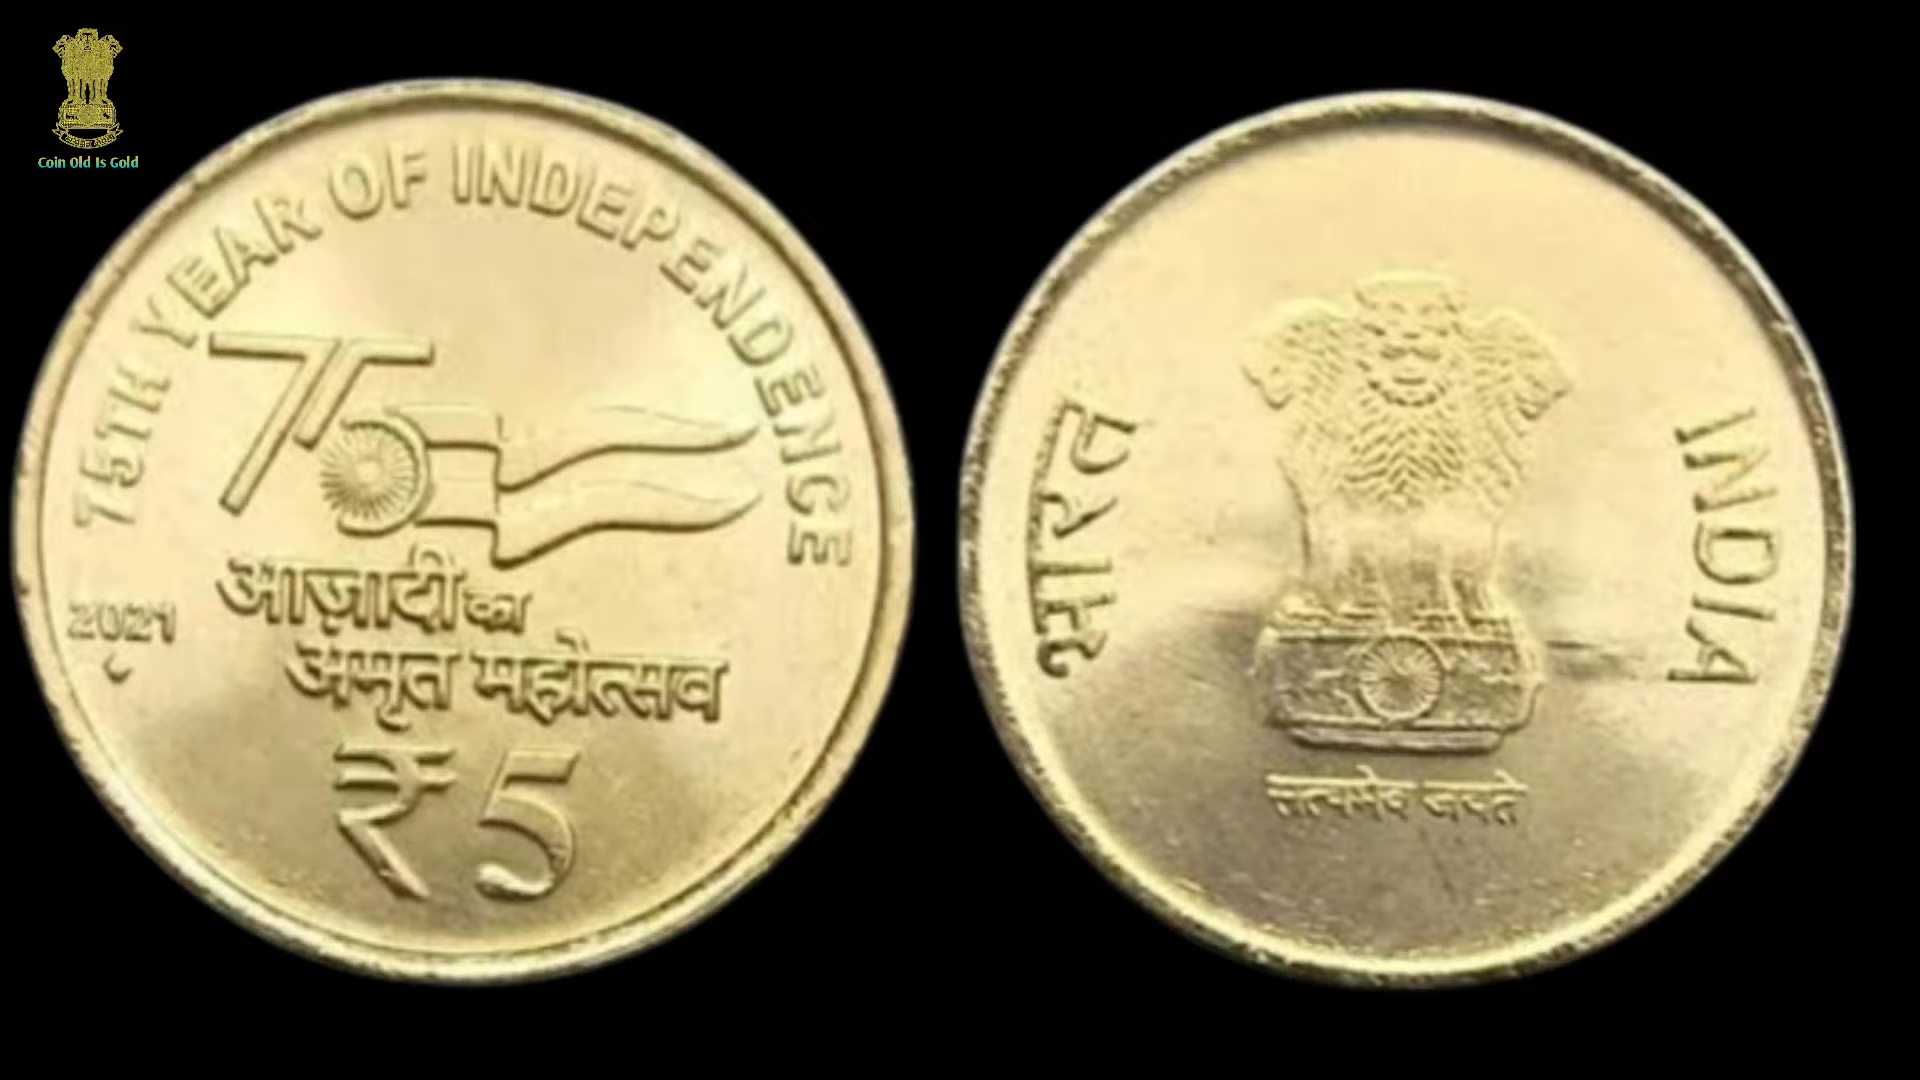 Coin Old Is Gold
75TH YEAR OF INDEPENDENCE
75
आज़ादी का
अमृत महोत्सव
2021
₹5
भारत
INDIA
सत्यमेव जयते